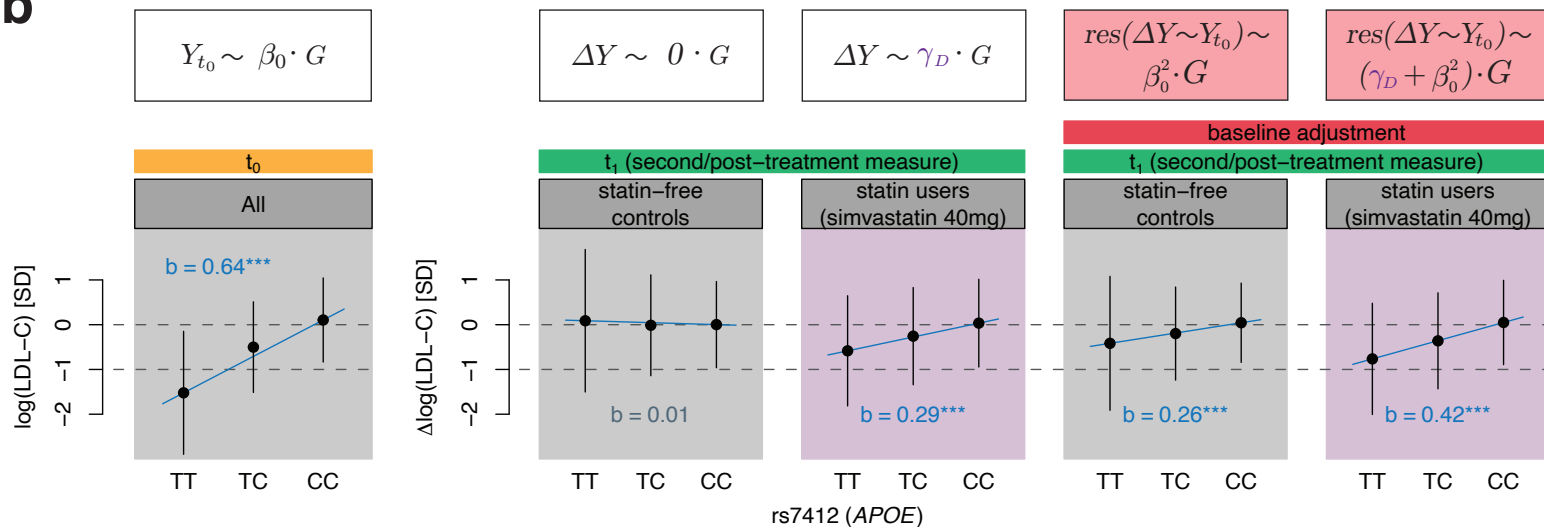 b
Y_t0 ~ β0 · G
ΔY ~ 0 · G
ΔY ~ γD · G
res(ΔY~Y_t0)~
β0²·G
res(ΔY~Y_t0)~
(γD + β0²)·G
baseline adjustment
t0
t1 (second/post−treatment measure)
t1 (second/post−treatment measure)
All
statin−free
controls
statin users
(simvastatin 40mg)
statin−free
controls
statin users
(simvastatin 40mg)
log(LDL−C) [SD]
1
0
−1
−2
b = 0.64***
Δlog(LDL−C) [SD]
1
0
−1
−2
b = 0.01
b = 0.29***
b = 0.26***
b = 0.42***
TT TC CC
TT TC CC
TT TC CC
TT TC CC
TT TC CC
rs7412 (APOE)